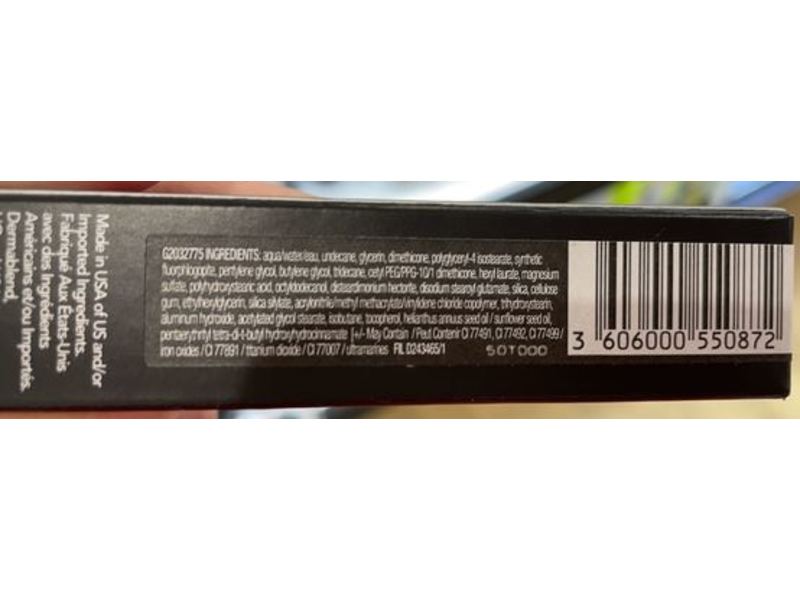 Made in USA of US and/or
Imported Ingredients.
Fabriqué Aux États-Unis
avec des Ingrédients
Américains et/ou Importés.
Dermablend,
G2032775 INGREDIENTS: aqua/water/eau, undecane, glycerin, dimethicone, polyglyceryl-4 isostearate, synthetic
fluorphlogopite, pentylene glycol, butylene glycol, tridecane, cetyl PEG/PPG-10/1 dimethicone, hexyl laurate, magnesium
sulfate, polyhydroxystearic acid, octyldodecanol, disteardimonium hectorite, disodium stearoyl glutamate, silica, cellulose
gum, ethylhexylglycerin, silica silylate, acrylonitrile/methyl methacrylate/vinylidene chloride copolymer, trihydroxystearin,
aluminum hydroxide, acetylated glycol stearate, isobutane, tocopherol, helianthus annuus seed oil / sunflower seed oil,
pentaerythrityl tetra-di-t-butyl hydroxyhydrocinnamate [+/- May Contain / Peut Contenir CI 77491, CI 77492, CI 77499 /
iron oxides / CI 77891 / titanium dioxide / CI 77007 / ultramarines FIL D243465/1
50T000
3 606000 550872